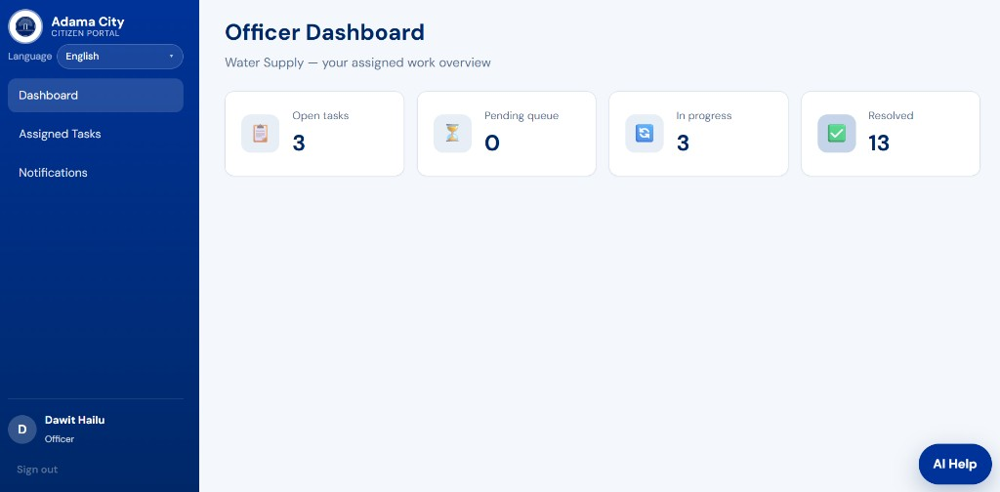 Adama City
CITIZEN PORTAL
Language English
Dashboard
Assigned Tasks
Notifications
D
Dawit Hailu
Officer
Sign out
Officer Dashboard
Water Supply — your assigned work overview
Open tasks
3
Pending queue
0
In progress
3
Resolved
13
AI Help